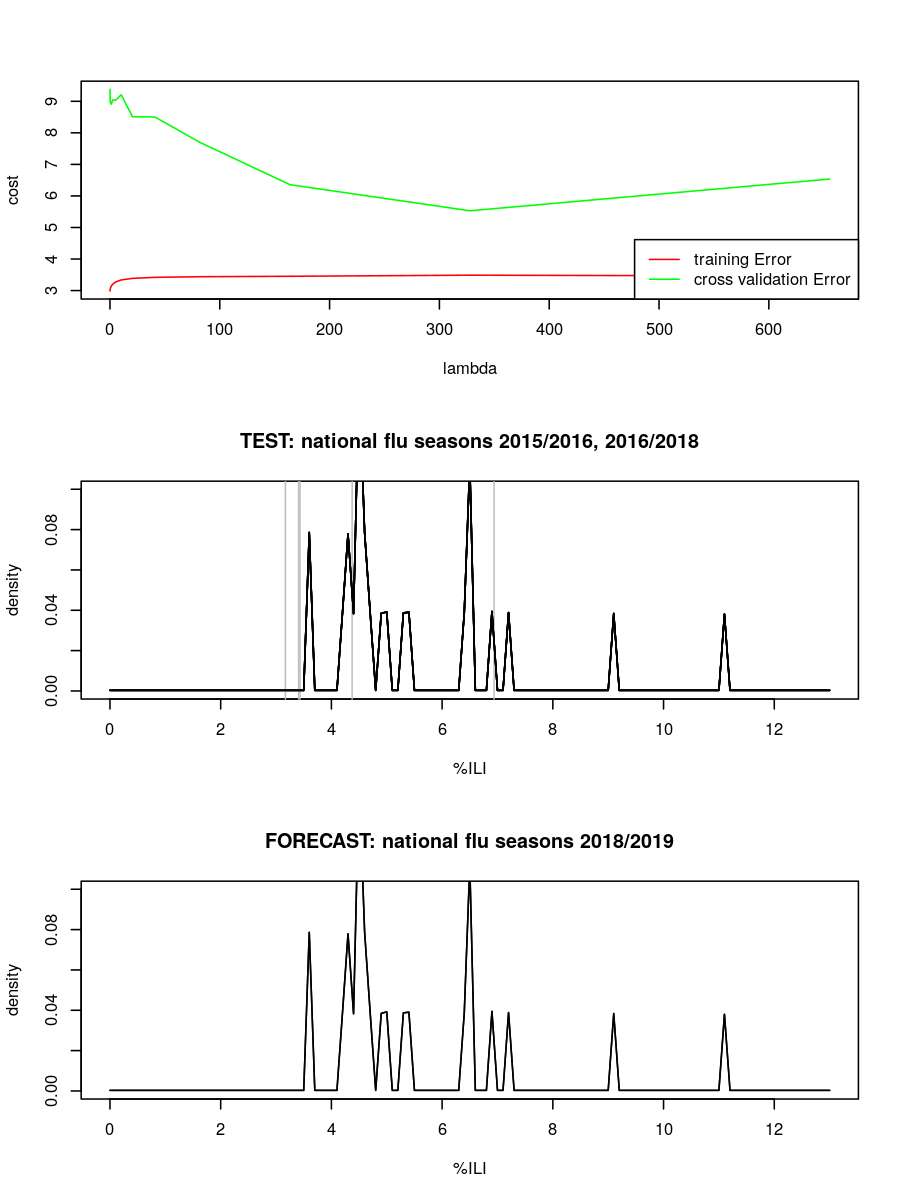 9
8
7
6
5
4
3
cost
training Error
cross validation Error
0 100 200 300 400 500 600
lambda
TEST: national flu seasons 2015/2016, 2016/2018
0.08
0.04
0.00
density
0 2 4 6 8 10 12
%ILI
FORECAST: national flu seasons 2018/2019
0.08
0.04
0.00
density
0 2 4 6 8 10 12
%ILI